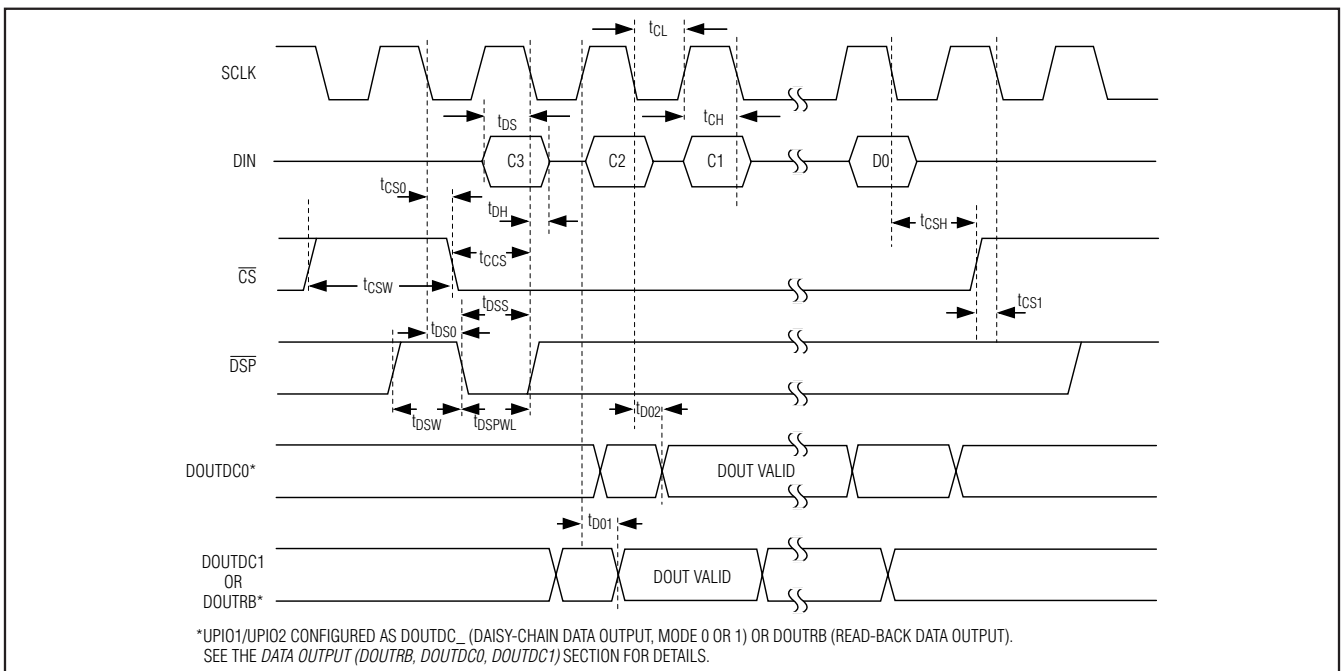 tCL
SCLK
tDS
tCH
DIN
C3
C2
C1
D0
tCS0
tDH
tCSH
tCCS
CS
tCSW
tDSS
tCS1
tDS0
DSP
tDSW
tDSPWL
tD02
DOUTDC0*
DOUT VALID
tD01
DOUTDC1
OR
DOUTRB*
DOUT VALID
*UPIO1/UPIO2 CONFIGURED AS DOUTDC_ (DAISY-CHAIN DATA OUTPUT, MODE 0 OR 1) OR DOUTRB (READ-BACK DATA OUTPUT).
SEE THE DATA OUTPUT (DOUTRB, DOUTDC0, DOUTDC1) SECTION FOR DETAILS.